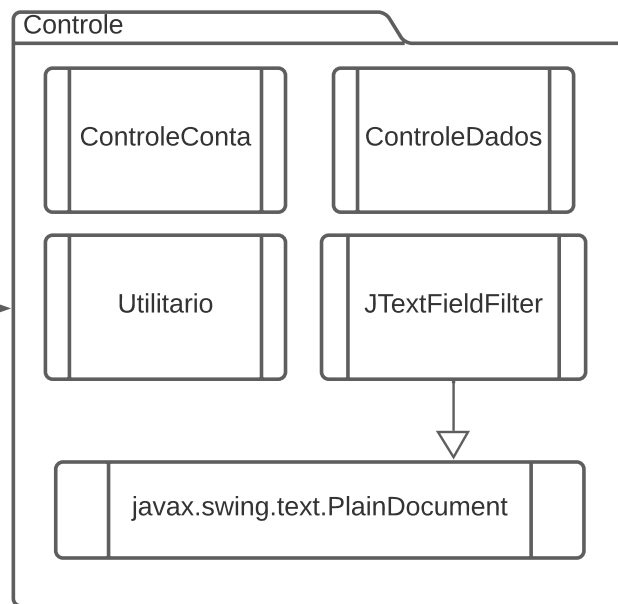 Controle
ControleConta
ControleDados
Utilitario
JTextFieldFilter
javax.swing.text.PlainDocument